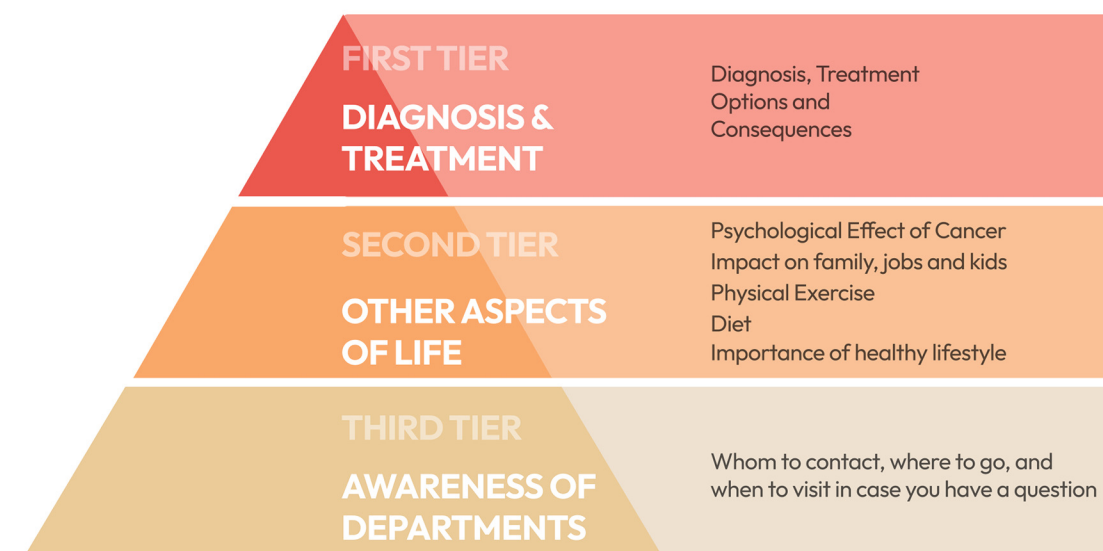 FIRST TIER
DIAGNOSIS &
TREATMENT
Diagnosis, Treatment
Options and
Consequences
SECOND TIER
OTHER ASPECTS
OF LIFE
Psychological Effect of Cancer
Impact on family, jobs and kids
Physical Exercise
Diet
Importance of healthy lifestyle
THIRD TIER
AWARENESS OF
DEPARTMENTS
Whom to contact, where to go, and
when to visit in case you have a question